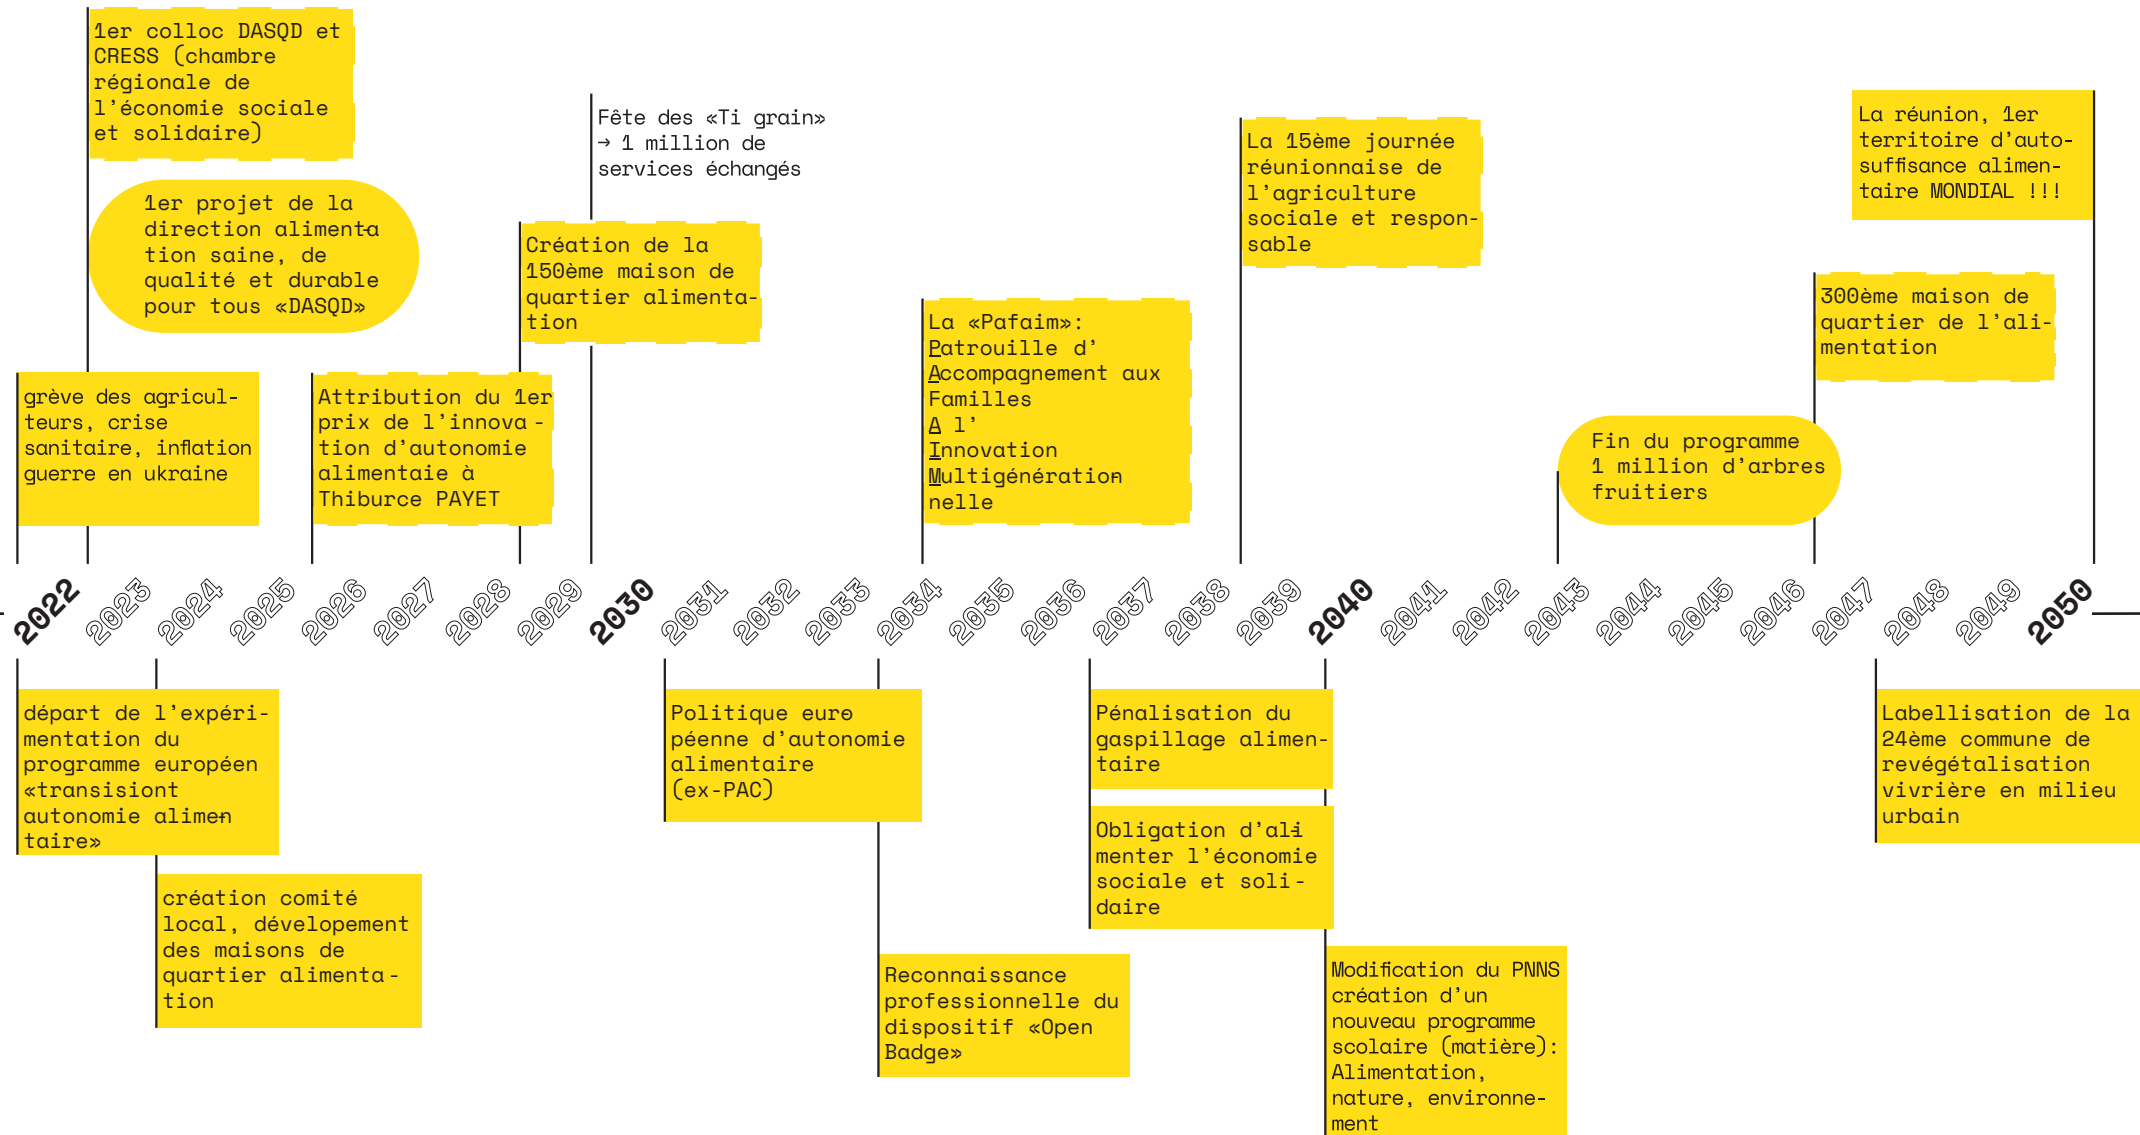 1er colloc DASQD et
CRESS (chambre
régionale de
l'économie sociale
et solidaire)
1er projet de la
direction alimenta-
tion saine, de
qualité et durable
pour tous «DASQD»
grève des agricul-
teurs, crise
sanitaire, inflation
guerre en ukraine
Attribution du 1er
prix de l'innova-
tion d'autonomie
alimentaie à
Thiburce PAYET
Création de la
150ème maison de
quartier alimenta-
tion
Fête des «Ti grain»
→ 1 million de
services échangés
La «Pafaim»:
Patrouille d'
Accompagnement aux
Familles
A l'
Innovation
Multigénération-
nelle
La 15ème journée
réunionnaise de
l'agriculture
sociale et respon-
sable
Fin du programme
1 million d'arbres
fruitiers
300ème maison de
quartier de l'ali-
mentation
La réunion, 1er
territoire d'auto-
suffisance alimen-
taire MONDIAL !!!
2022 2023 2024 2025 2026 2027 2028 2029 2030 2031 2032 2033 2034 2035 2036 2037 2038 2039 2040 2041 2042 2043 2044 2045 2046 2047 2048 2049 2050
départ de l'expéri-
mentation du
programme européen
«transisiont
autonomie alimen-
taire»
création comité
local, dévelopement
des maisons de
quartier alimenta-
tion
Politique euro-
péenne d'autonomie
alimentaire
(ex-PAC)
Reconnaissance
professionnelle du
dispositif «Open
Badge»
Pénalisation du
gaspillage alimen-
taire
Obligation d'ali-
menter l'économie
sociale et soli-
daire
Modification du PNNS
création d'un
nouveau programme
scolaire (matière):
Alimentation,
nature, environne-
ment
Labellisation de la
24ème commune de
revégétalisation
vivrière en milieu
urbain